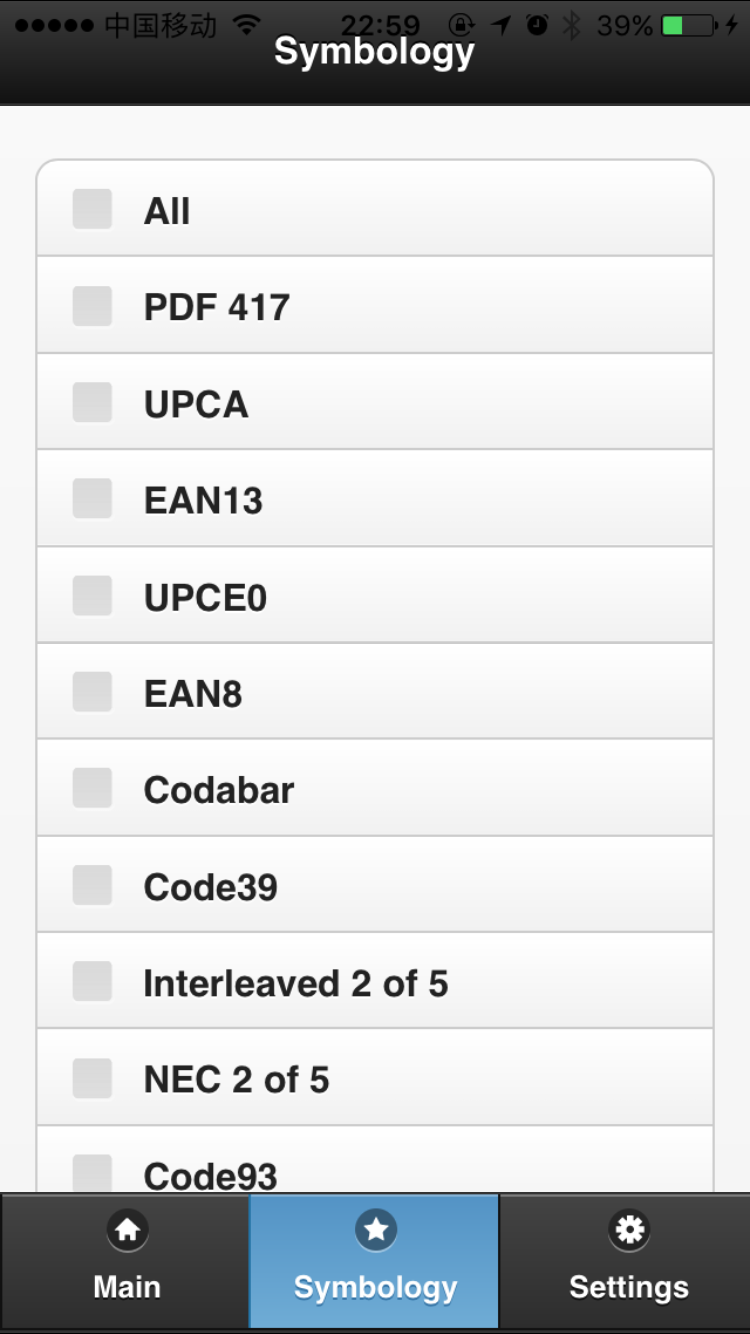 中国移动 22:59 39%
Symbology
All
PDF 417
UPCA
EAN13
UPCE0
EAN8
Codabar
Code39
Interleaved 2 of 5
NEC 2 of 5
Code93
Main Symbology Settings